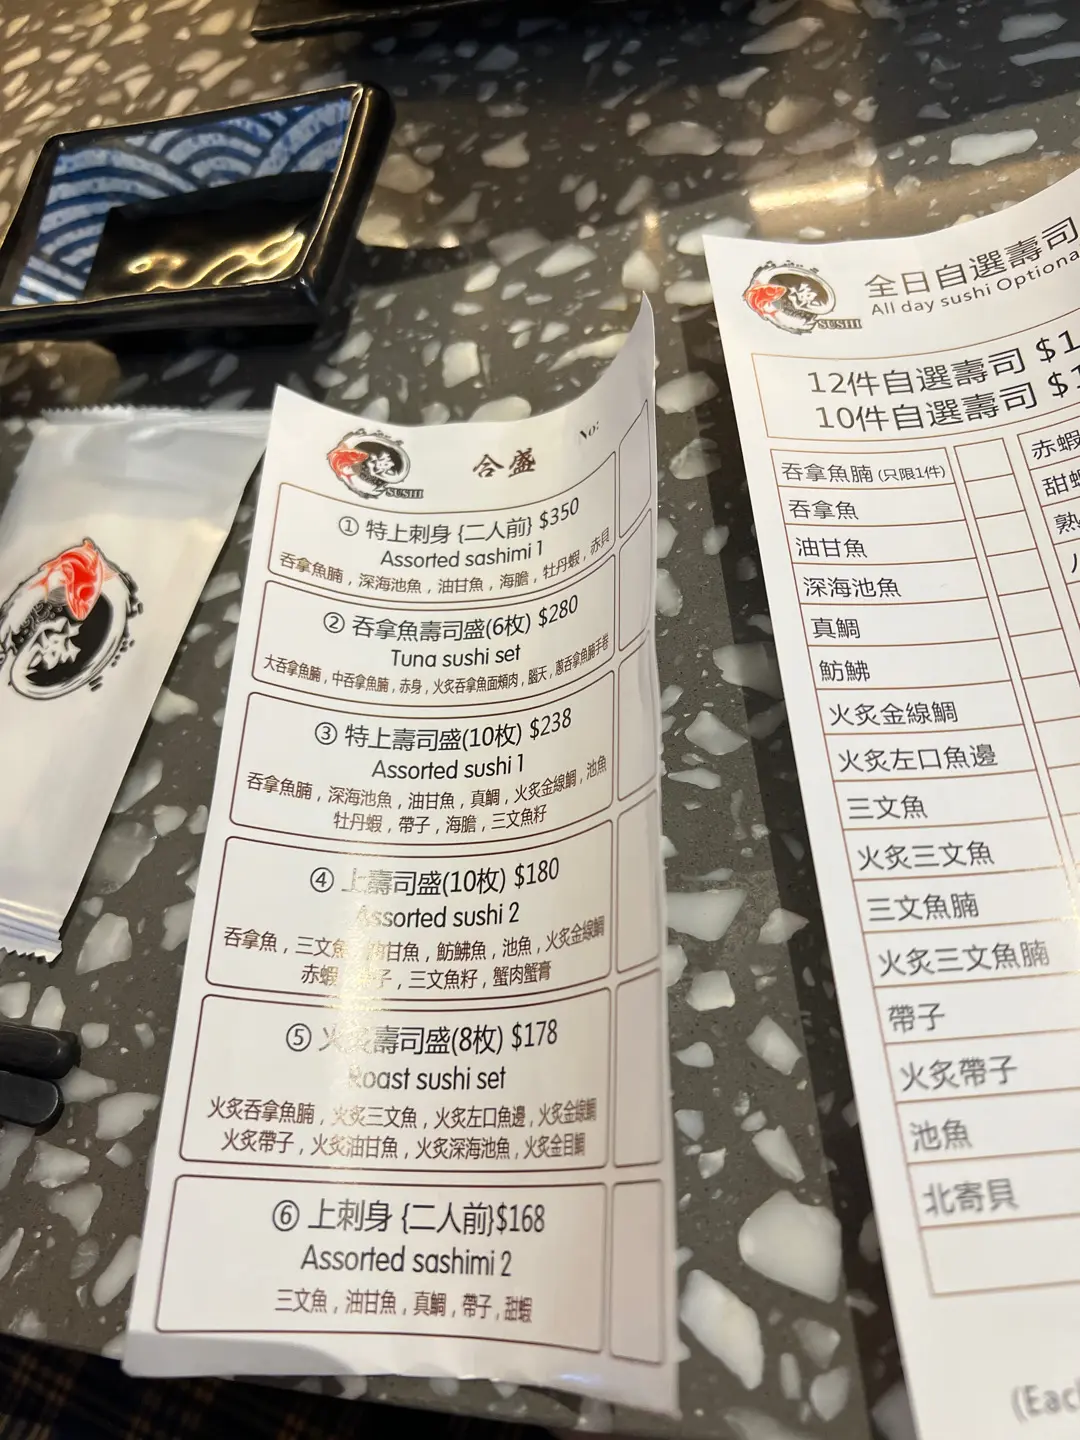 逸
SUSHI
合盛
No:
① 特上刺身 {二人前} $350
Assorted sashimi 1
吞拿魚腩，深海池魚，油甘魚，海膽，牡丹蝦，赤貝
② 吞拿魚壽司盛(6枚) $280
Tuna sushi set
大吞拿魚腩，中吞拿魚腩，赤身，火炙吞拿魚面頰肉，腦天，蔥吞拿魚腩手卷
③ 特上壽司盛(10枚) $238
Assorted sushi 1
吞拿魚腩，深海池魚，油甘魚，真鯛，火炙金線鯛，池魚
牡丹蝦，帶子，海膽，三文魚籽
④ 上壽司盛(10枚) $180
Assorted sushi 2
吞拿魚，三文魚，油甘魚，魴鮄魚，池魚，火炙金線鯛
赤蝦，帶子，三文魚籽，蟹肉蟹膏
⑤ 火炙壽司盛(8枚) $178
Roast sushi set
火炙吞拿魚腩，火炙三文魚，火炙左口魚邊，火炙金線鯛
火炙帶子，火炙油甘魚，火炙深海池魚，火炙金目鯛
⑥ 上刺身 {二人前}$168
Assorted sashimi 2
三文魚，油甘魚，真鯛，帶子，甜蝦
逸
SUSHI
全日自選壽司
All day sushi Optiona
12件自選壽司 $1
10件自選壽司 $1
吞拿魚腩 (只限1件)
吞拿魚
油甘魚
深海池魚
真鯛
魴鮄
火炙金線鯛
火炙左口魚邊
三文魚
火炙三文魚
三文魚腩
火炙三文魚腩
帶子
火炙帶子
池魚
北寄貝
赤蝦
甜蝦
熟
(Eac
逸